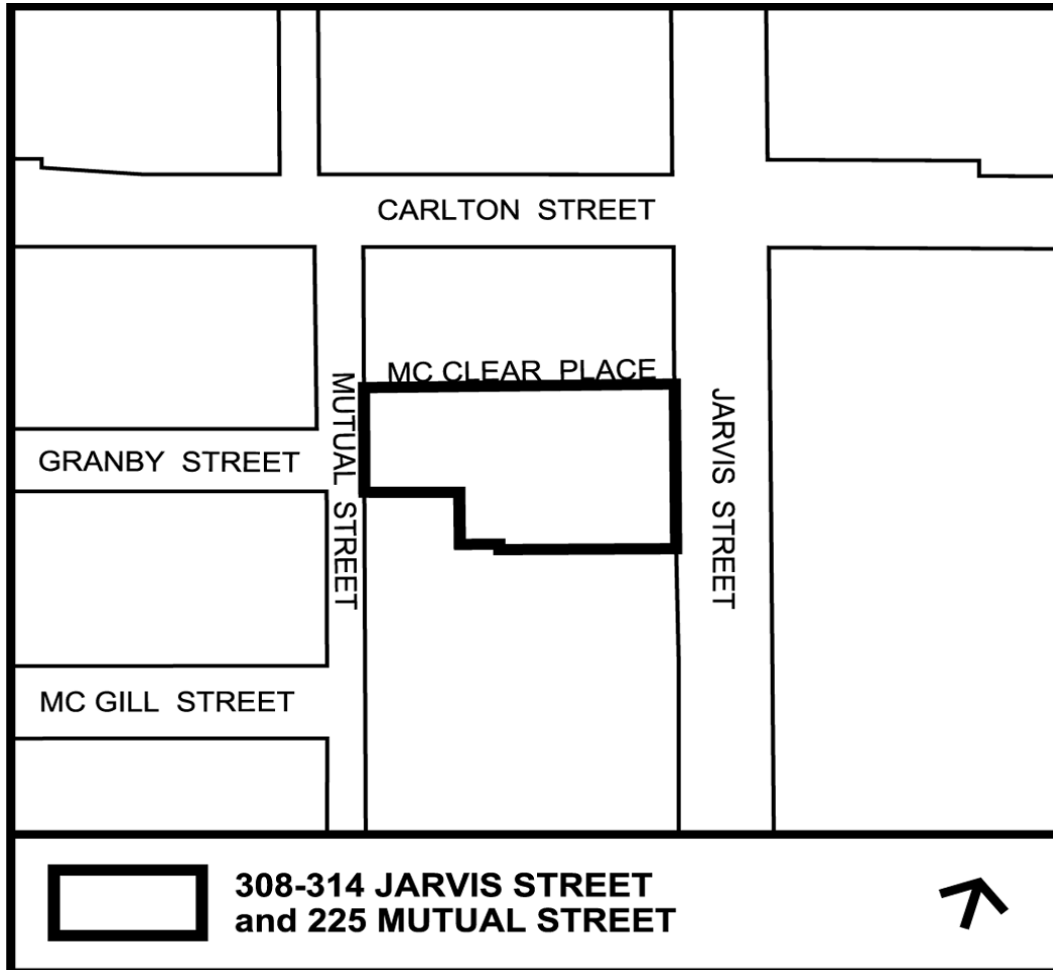 CARLTON STREET
MC CLEAR PLACE
MUTUAL STREET
JARVIS STREET
GRANBY STREET
MC GILL STREET
308-314 JARVIS STREET
and 225 MUTUAL STREET